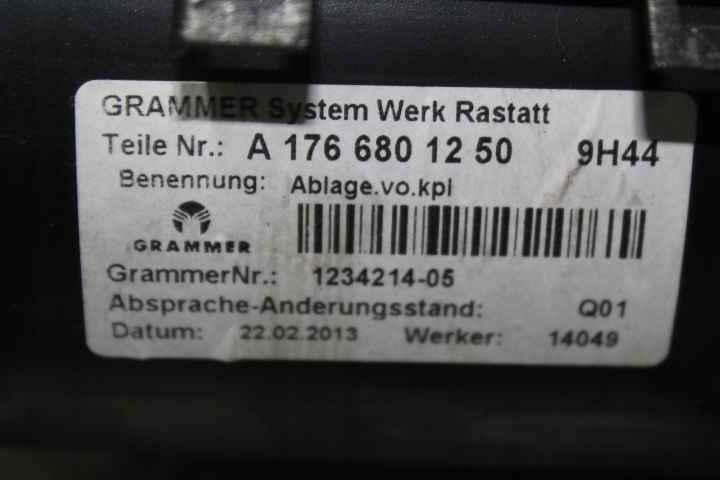 GRAMMER System Werk Rastatt
Teile Nr.: A 176 680 12 50 9H44
Benennung: Ablage.vo.kpl
GRAMMER
GrammerNr.: 1234214-05
Absprache-Änderungsstand: Q01
Datum: 22.02.2013 Werker: 14049